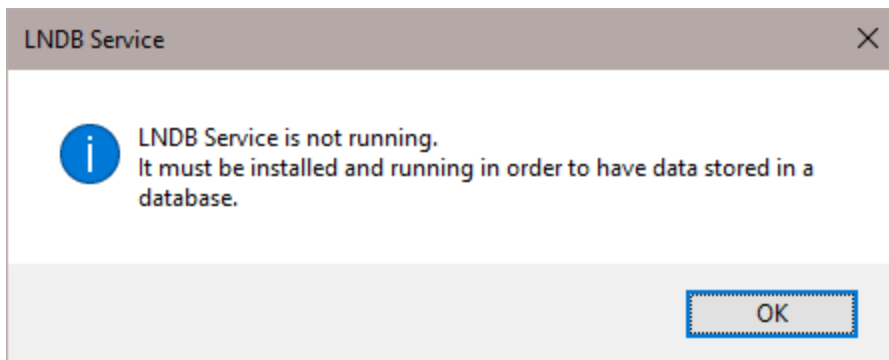 LNDB Service
LNDB Service is not running.
It must be installed and running in order to have data stored in a
database.
OK